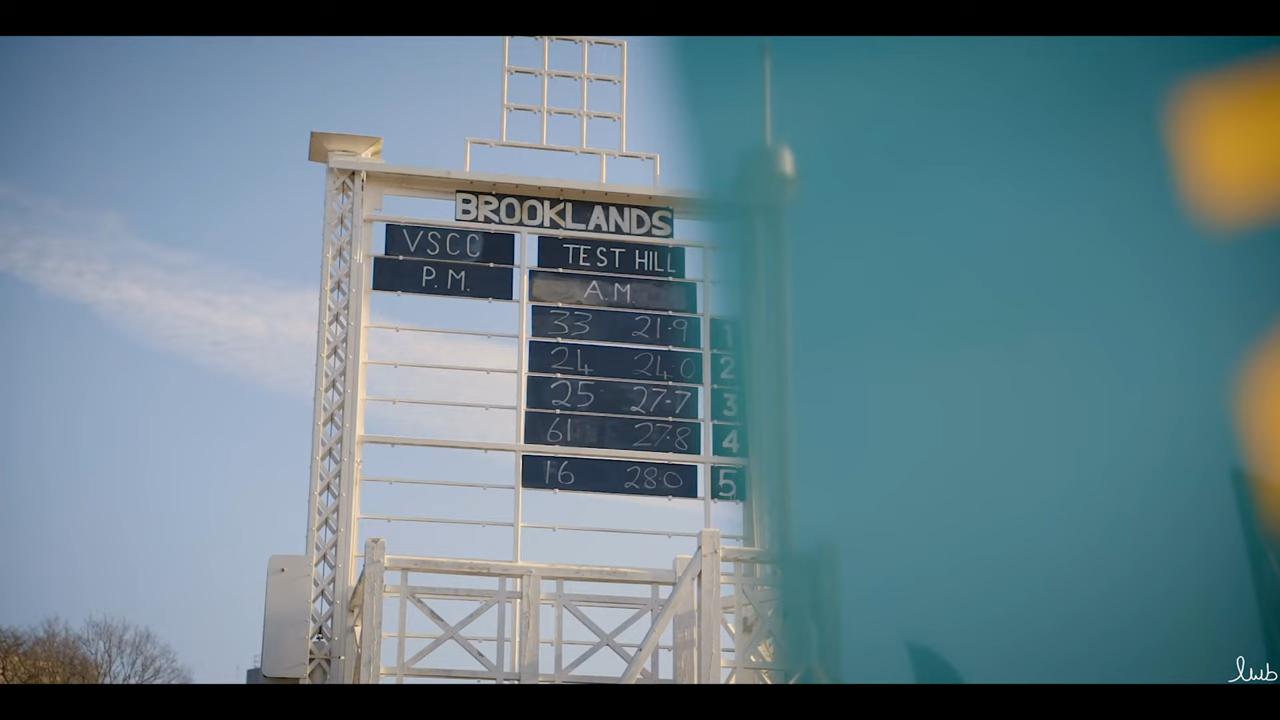 BROOKLANDS
VSCC TEST HILL
P.M. A.M.
33 21.9 1
24 24.0 2
25 27.7 3
61 27.8 4
16 28.0 5
lwb